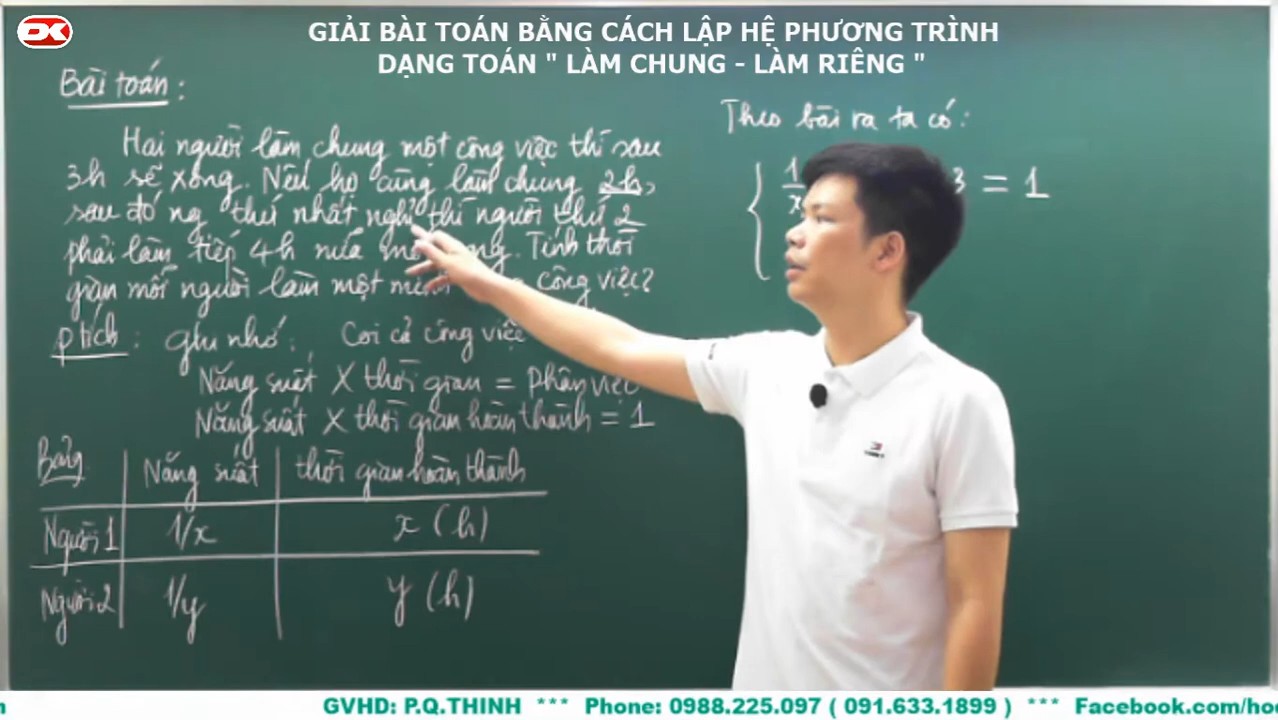 DK
GIẢI BÀI TOÁN BẰNG CÁCH LẬP HỆ PHƯƠNG TRÌNH
DẠNG TOÁN " LÀM CHUNG - LÀM RIÊNG "
Bài toán :
Hai người làm chung một công việc thì sau
3h sẽ xong. Nếu họ cùng làm chung 2h,
sau đó ng thứ nhất nghỉ thì người thứ 2
phải làm tiếp 4h nữa. Tính thời
gian mỗi người làm một công việc?
P tích : ghi nhớ : Coi cả công việc
Năng suất X thời gian = Phần việc
Năng suất X thời gian hoàn thành = 1
Bảng Năng suất thời gian hoàn thành
Người 1 1/x x (h)
Người 2 1/y y (h)
Theo bài ra ta có :
{ 1/x 3 = 1
GVHD: P.Q.THINH *** Phone: 0988.225.097 ( 091.633.1899 ) *** Facebook.com/ho